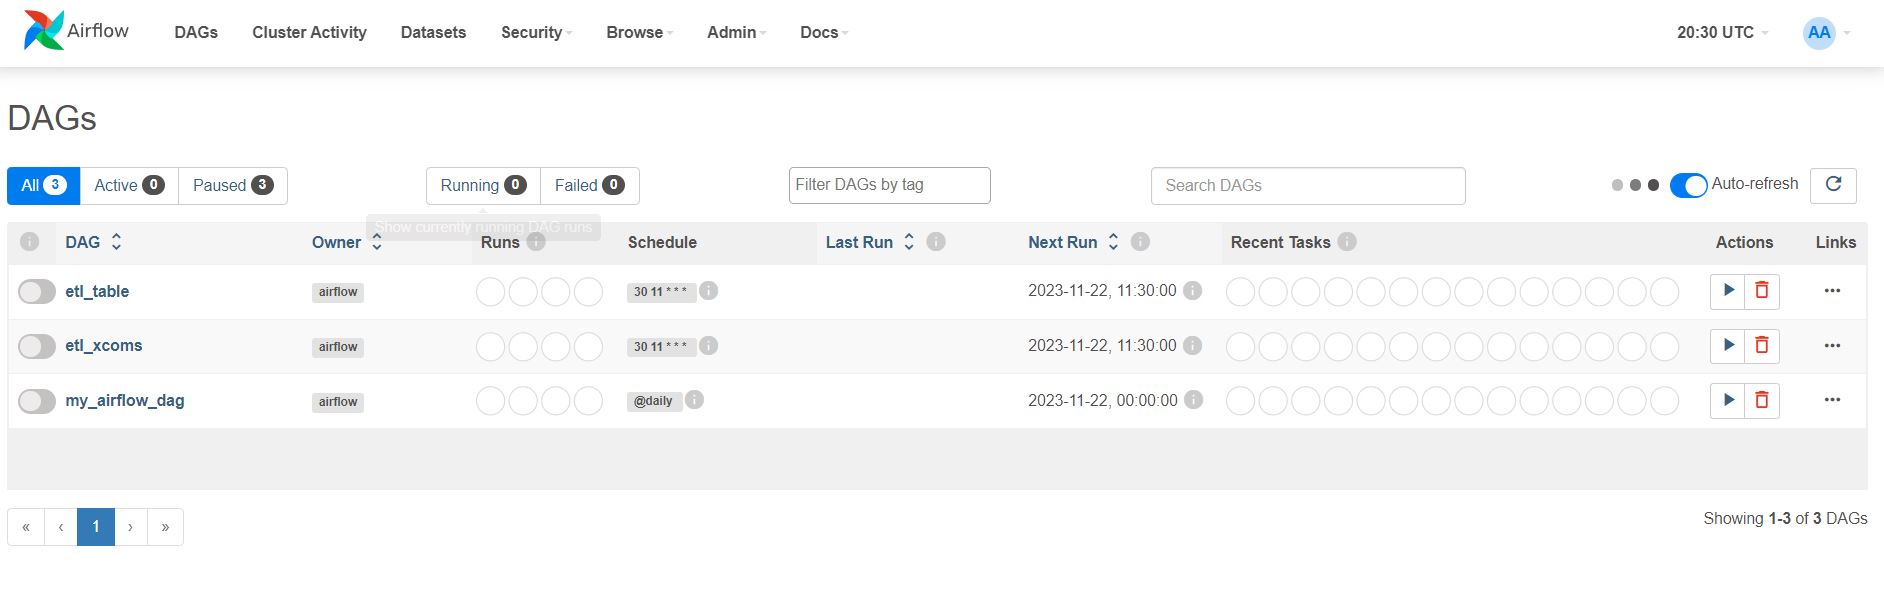 Airflow DAGs Cluster Activity Datasets Security Browse Admin Docs 20:30 UTC AA
DAGs
All 3 Active 0 Paused 3 Running 0 Failed 0 Filter DAGs by tag Search DAGs Auto-refresh
Show currently running DAG runs
DAG Owner Runs Schedule Last Run Next Run Recent Tasks Actions Links
etl_table airflow 30 11 * * * 2023-11-22, 11:30:00
etl_xcoms airflow 30 11 * * * 2023-11-22, 11:30:00
my_airflow_dag airflow @daily 2023-11-22, 00:00:00
« ‹ 1 › » Showing 1-3 of 3 DAGs